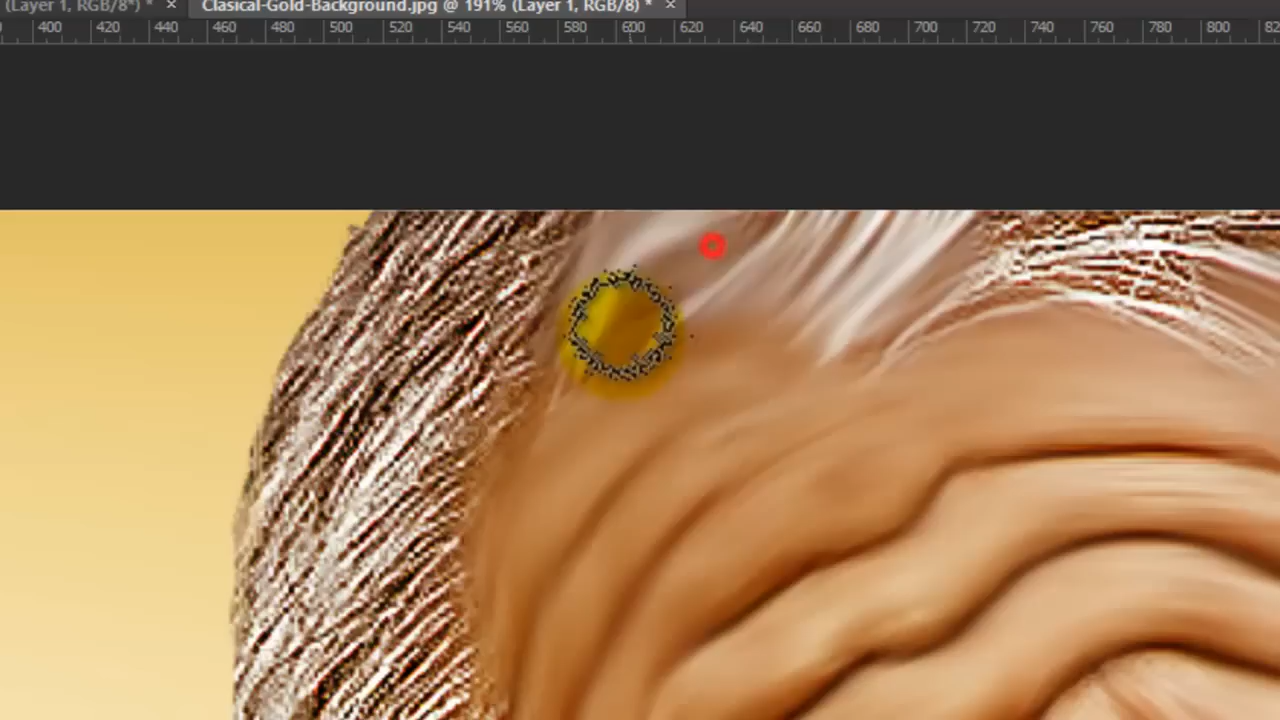 (Layer 1, RGB/8*) * × Clasical-Gold-Background.jpg @ 191% (Layer 1, RGB/8) * ×
400 420 440 460 480 500 520 540 560 580 600 620 640 660 680 700 720 740 760 780 800 82